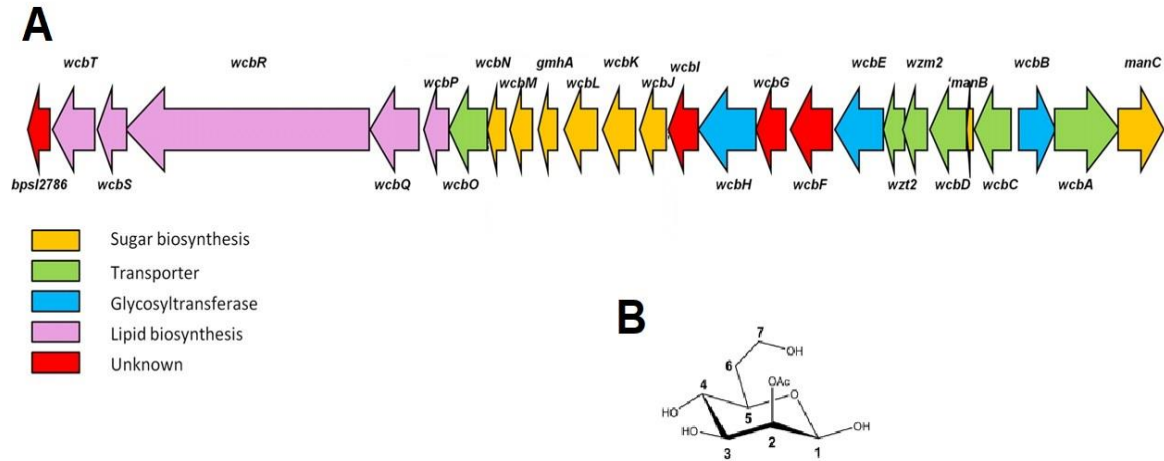 A
wcbT wcbR wcbN gmhA wcbK wcbI wcbE wzm2 wcbB manC
wcbP wcbM wcbL wcbJ wcbG 'manB
bpsl2786 wcbS wcbQ wcbO wcbH wcbF wzt2 wcbD wcbC wcbA
Sugar biosynthesis
Transporter
Glycosyltransferase
Lipid biosynthesis
Unknown
B
7
OH
6
OAc
4
O
HO
5
HO
OH
2
3
1